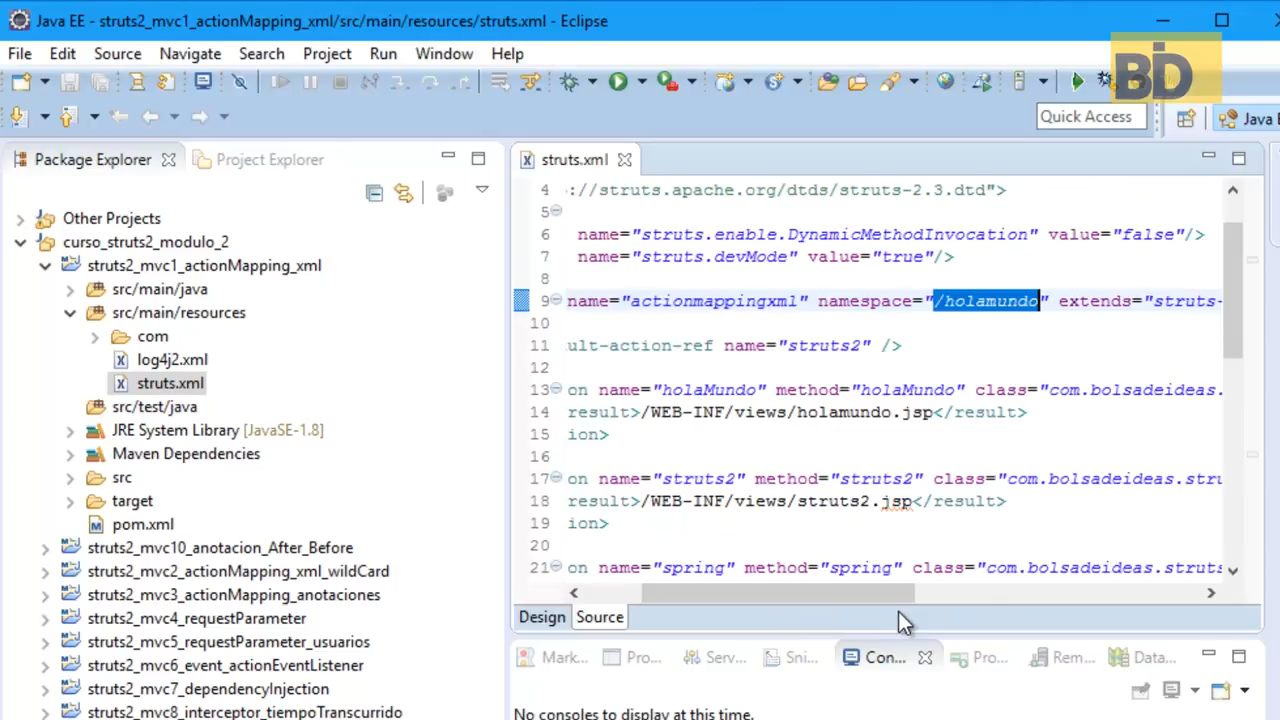 Java EE - struts2_mvc1_actionMapping_xml/src/main/resources/struts.xml - Eclipse
BD
File Edit Source Navigate Search Project Run Window Help
Quick Access
Java E
Package Explorer
Project Explorer
struts.xml
Other Projects
curso_struts2_modulo_2
struts2_mvc1_actionMapping_xml
src/main/java
src/main/resources
com
log4j2.xml
struts.xml
src/test/java
JRE System Library [JavaSE-1.8]
Maven Dependencies
src
target
pom.xml
struts2_mvc10_anotacion_After_Before
struts2_mvc2_actionMapping_xml_wildCard
struts2_mvc3_actionMapping_anotaciones
struts2_mvc4_requestParameter
struts2_mvc5_requestParameter_usuarios
struts2_mvc6_event_actionEventListener
struts2_mvc7_dependencyInjection
struts2_mvc8_interceptor_tiempoTranscurrido
4 ://struts.apache.org/dtds/struts-2.3.dtd">
5
6 name="struts.enable.DynamicMethodInvocation" value="false"/>
7 name="struts.devMode" value="true"/>
8
9 name="actionmappingxml" namespace="/holamundo" extends="struts-
10
11 ult-action-ref name="struts2" />
12
13 on name="holaMundo" method="holaMundo" class="com.bolsadeideas.
14 result>/WEB-INF/views/holamundo.jsp</result>
15 ion>
16
17 on name="struts2" method="struts2" class="com.bolsadeideas.stru
18 result>/WEB-INF/views/struts2.jsp</result>
19 ion>
20
21 on name="spring" method="spring" class="com.bolsadeideas.struts
Design Source
Mark... Pro... Serv... Sni... Con... Pro... Rem... Data...
No consoles to display at this time.